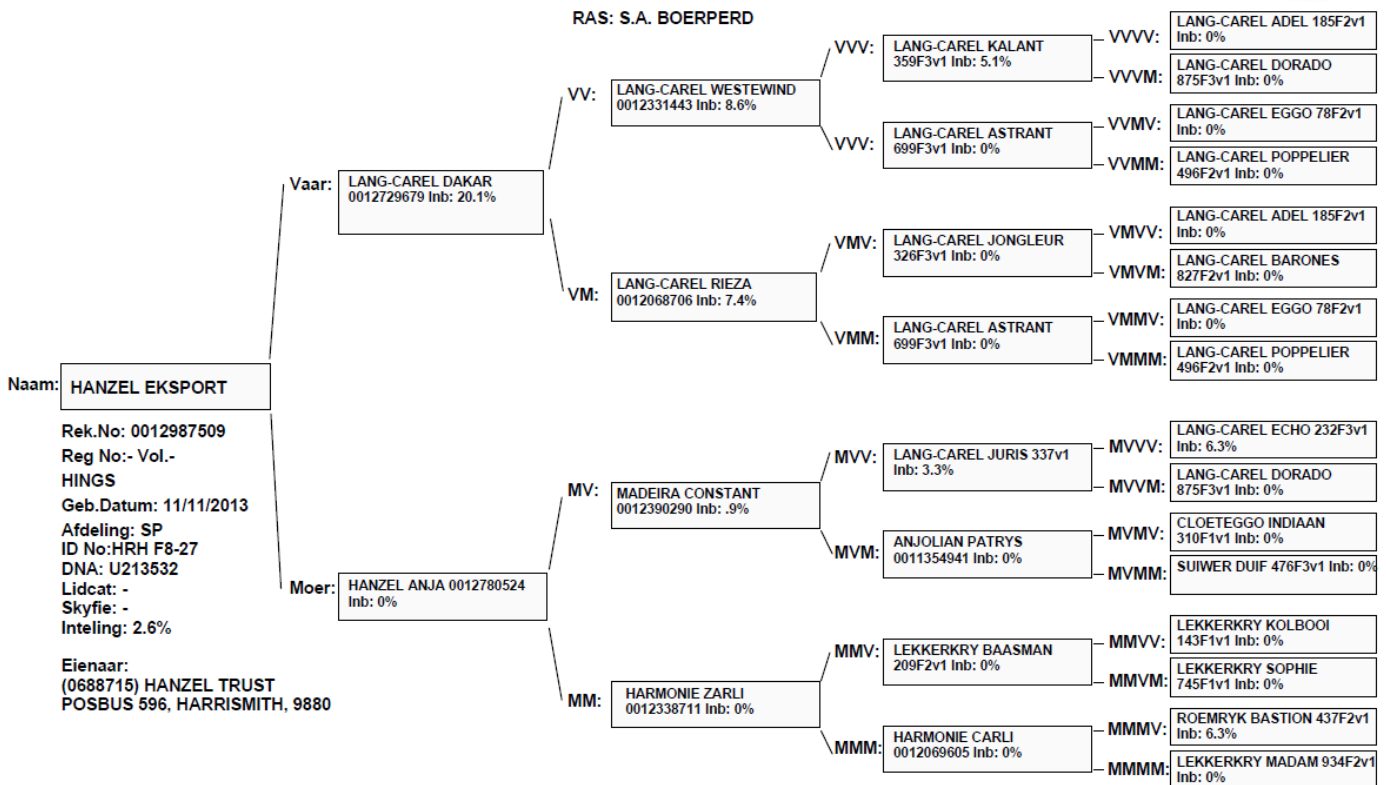 RAS: S.A. BOERPERD
Naam:
HANZEL EKSPORT
Rek.No: 0012987509
Reg No:- Vol.-
HINGS
Geb.Datum: 11/11/2013
Afdeling: SP
ID No:HRH F8-27
DNA: U213532
Lidcat: -
Skyfie: -
Inteling: 2.6%
Eienaar:
(0688715) HANZEL TRUST
POSBUS 596, HARRISMITH, 9880
Vaar:
LANG-CAREL DAKAR
0012729679 Inb: 20.1%
Moer:
HANZEL ANJA 0012780524
Inb: 0%
VV:
LANG-CAREL WESTEWIND
0012331443 Inb: 8.6%
VM:
LANG-CAREL RIEZA
0012068706 Inb: 7.4%
MV:
MADEIRA CONSTANT
0012390290 Inb: .9%
MM:
HARMONIE ZARLI
0012338711 Inb: 0%
VVV:
LANG-CAREL KALANT
359F3v1 Inb: 5.1%
VVV:
LANG-CAREL ASTRANT
699F3v1 Inb: 0%
VMV:
LANG-CAREL JONGLEUR
326F3v1 Inb: 0%
VMM:
LANG-CAREL ASTRANT
699F3v1 Inb: 0%
MVV:
LANG-CAREL JURIS 337v1
Inb: 3.3%
MVM:
ANJOLIAN PATRYS
0011354941 Inb: 0%
MMV:
LEKKERKRY BAASMAN
209F2v1 Inb: 0%
MMM:
HARMONIE CARLI
0012069605 Inb: 0%
VVVV:
LANG-CAREL ADEL 185F2v1
Inb: 0%
VVVM:
LANG-CAREL DORADO
875F3v1 Inb: 0%
VVMV:
LANG-CAREL EGGO 78F2v1
Inb: 0%
VVMM:
LANG-CAREL POPPELIER
496F2v1 Inb: 0%
VMVV:
LANG-CAREL ADEL 185F2v1
Inb: 0%
VMVM:
LANG-CAREL BARONES
827F2v1 Inb: 0%
VMMV:
LANG-CAREL EGGO 78F2v1
Inb: 0%
VMMM:
LANG-CAREL POPPELIER
496F2v1 Inb: 0%
MVVV:
LANG-CAREL ECHO 232F3v1
Inb: 6.3%
MVVM:
LANG-CAREL DORADO
875F3v1 Inb: 0%
MVMV:
CLOETEGGO INDIAAN
310F1v1 Inb: 0%
MVMM:
SUIWER DUIF 476F3v1 Inb: 0%
MMVV:
LEKKERKRY KOLBOOI
143F1v1 Inb: 0%
MMVM:
LEKKERKRY SOPHIE
745F1v1 Inb: 0%
MMMV:
ROEMRYK BASTION 437F2v1
Inb: 6.3%
MMMM:
LEKKERKRY MADAM 934F2v1
Inb: 0%